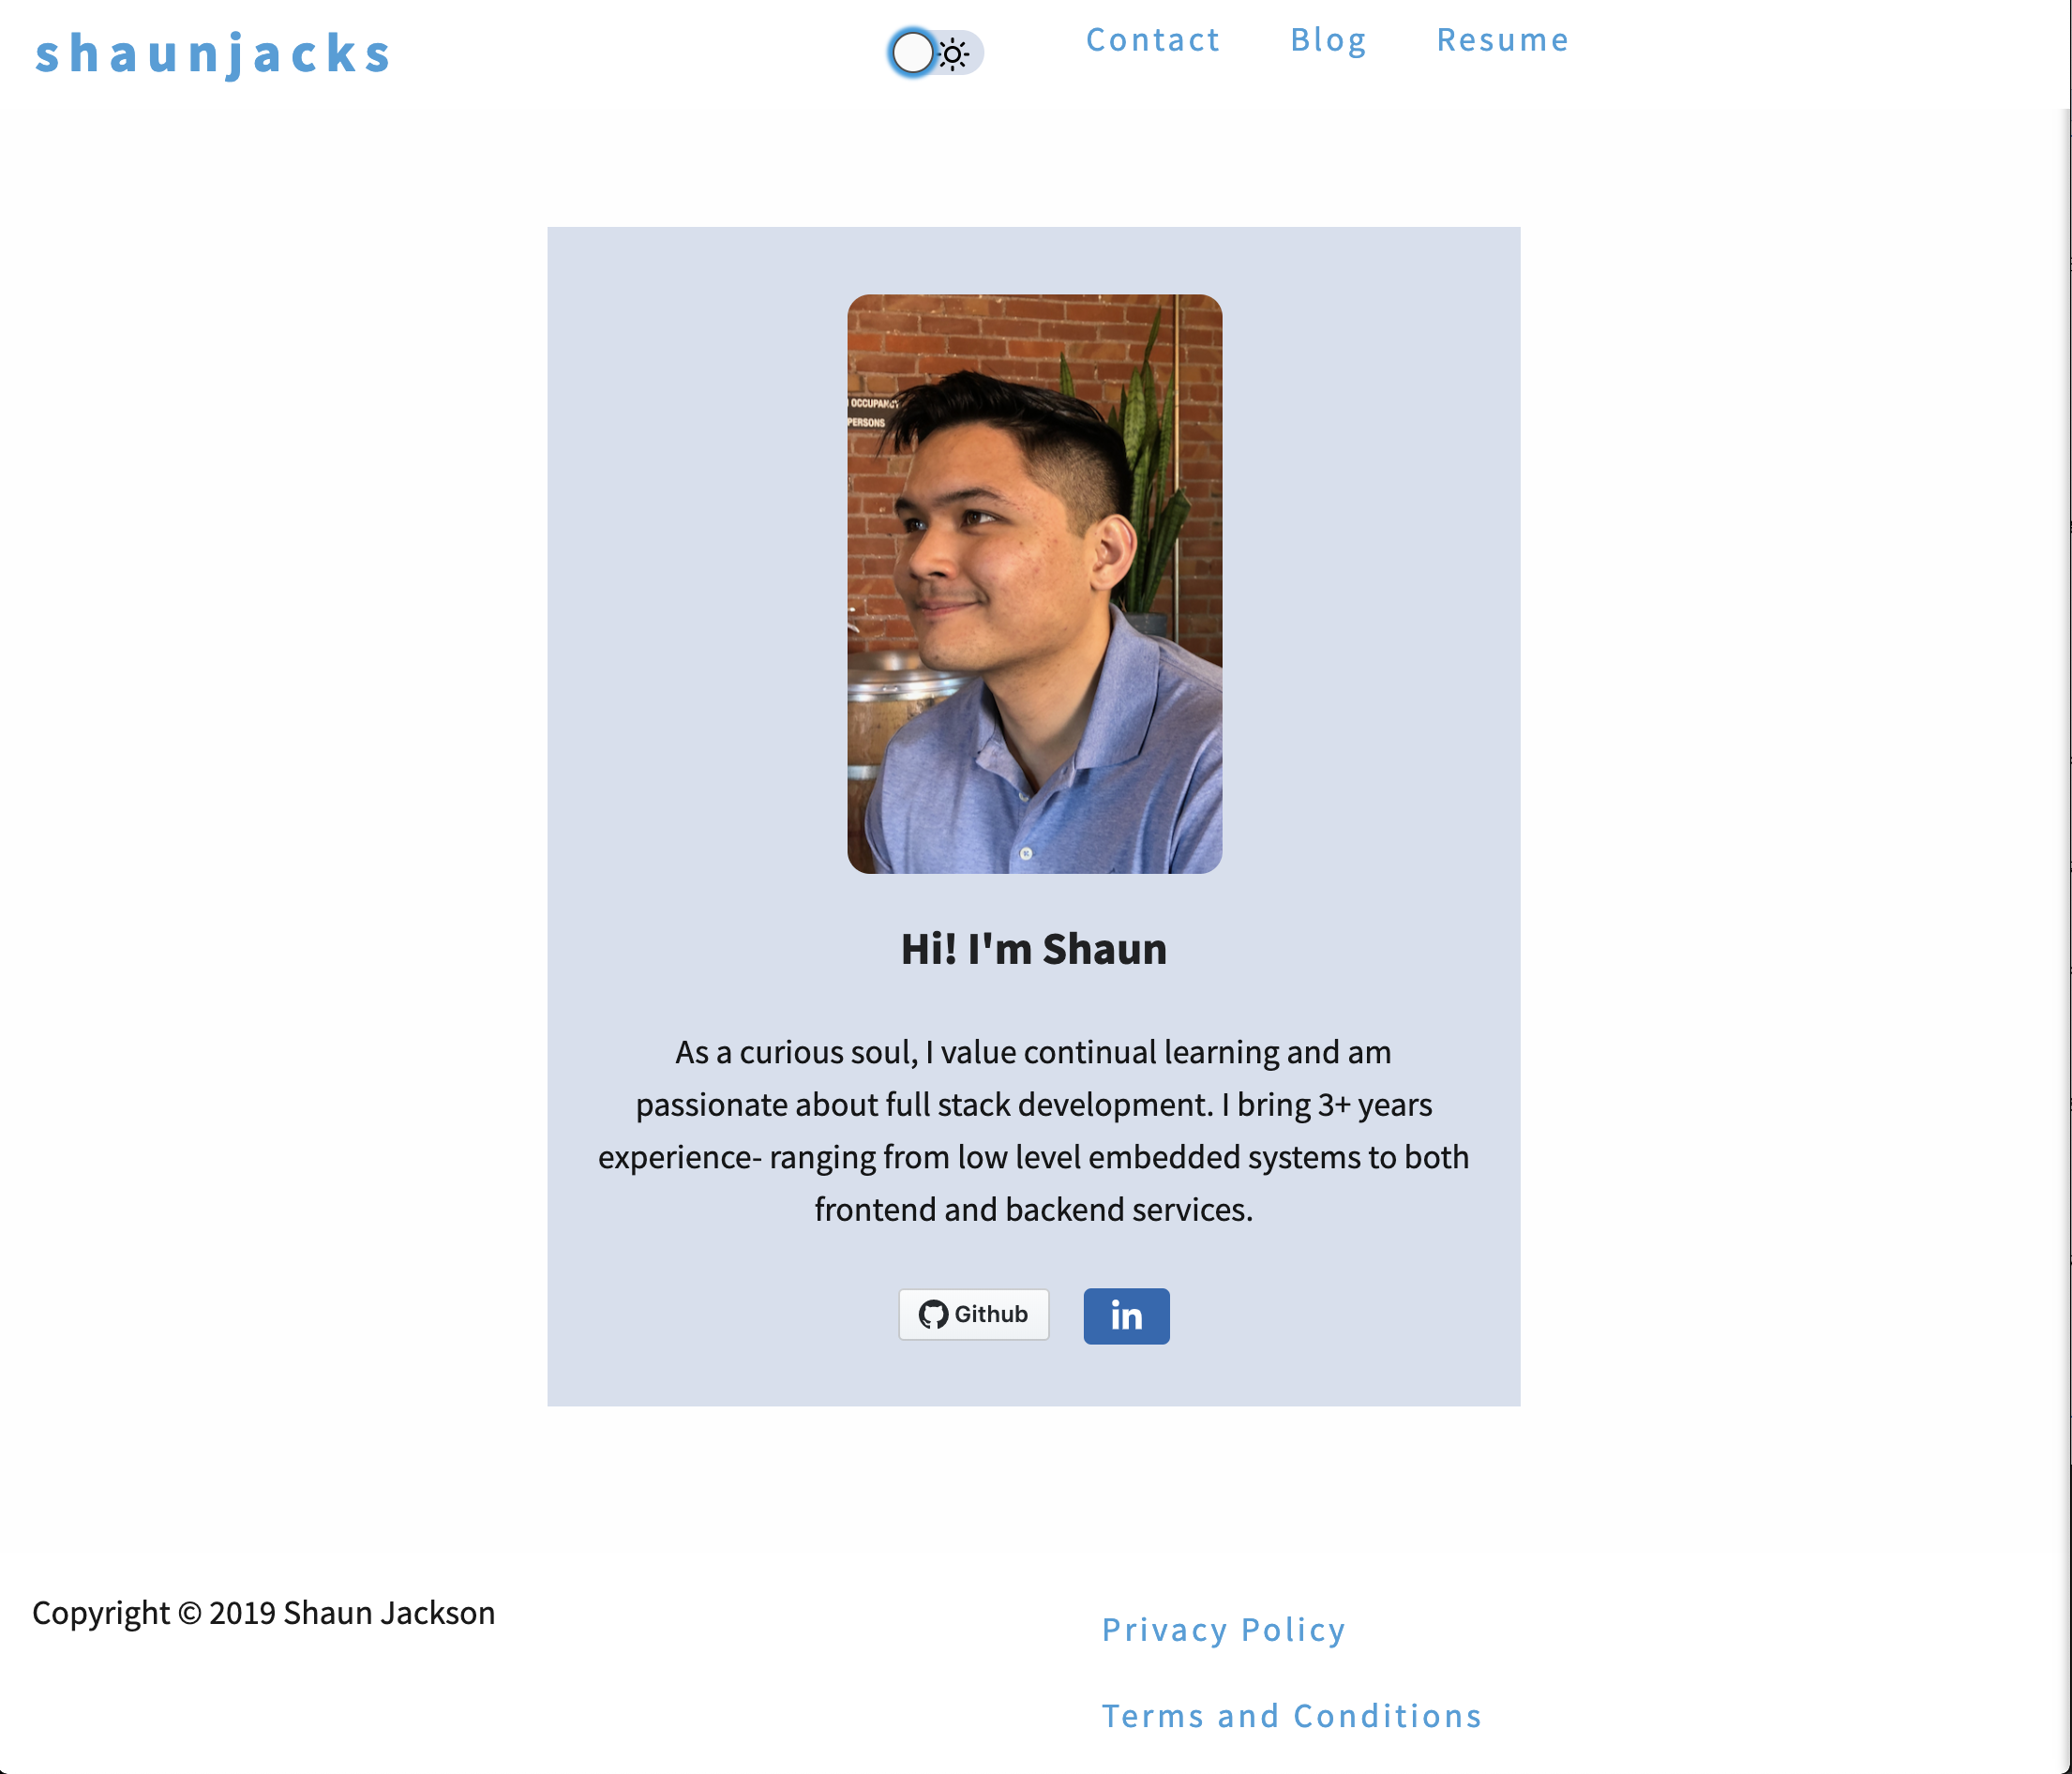 shaunjacks
Contact Blog Resume
OCCUPANCY
PERSONS
Hi! I'm Shaun
As a curious soul, I value continual learning and am
passionate about full stack development. I bring 3+ years
experience- ranging from low level embedded systems to both
frontend and backend services.
Github in
Copyright © 2019 Shaun Jackson
Privacy Policy
Terms and Conditions